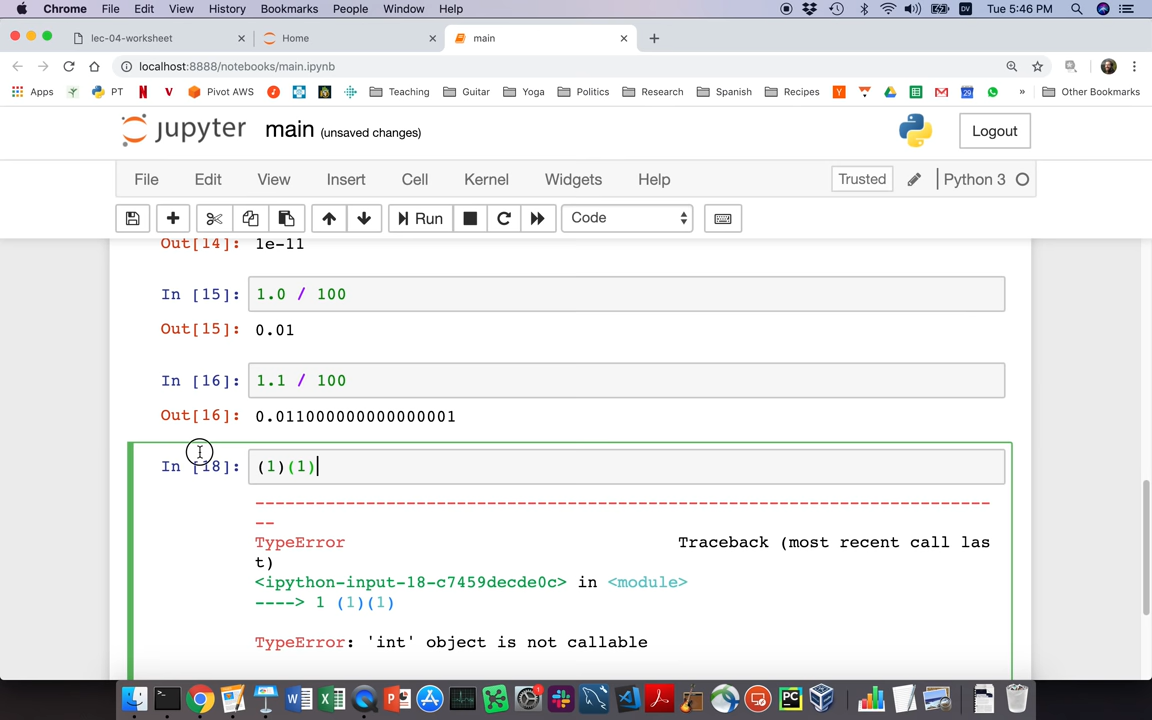 Chrome File Edit View History Bookmarks People Window Help DV Tue 5:46 PM
lec-04-worksheet Home main
localhost:8888/notebooks/main.ipynb
Apps PT Pivot AWS Teaching Guitar Yoga Politics Research Spanish Recipes » Other Bookmarks
jupyter main (unsaved changes) Logout
File Edit View Insert Cell Kernel Widgets Help Trusted Python 3
Run Code
Out[14]: 1e-11
In [15]: 1.0 / 100
Out[15]: 0.01
In [16]: 1.1 / 100
Out[16]: 0.011000000000000001
In [18]: (1)(1)
---------------------------------------------------------------------------
--
TypeError Traceback (most recent call las
t)
<ipython-input-18-c7459decde0c> in <module>
----> 1 (1)(1)
TypeError: 'int' object is not callable